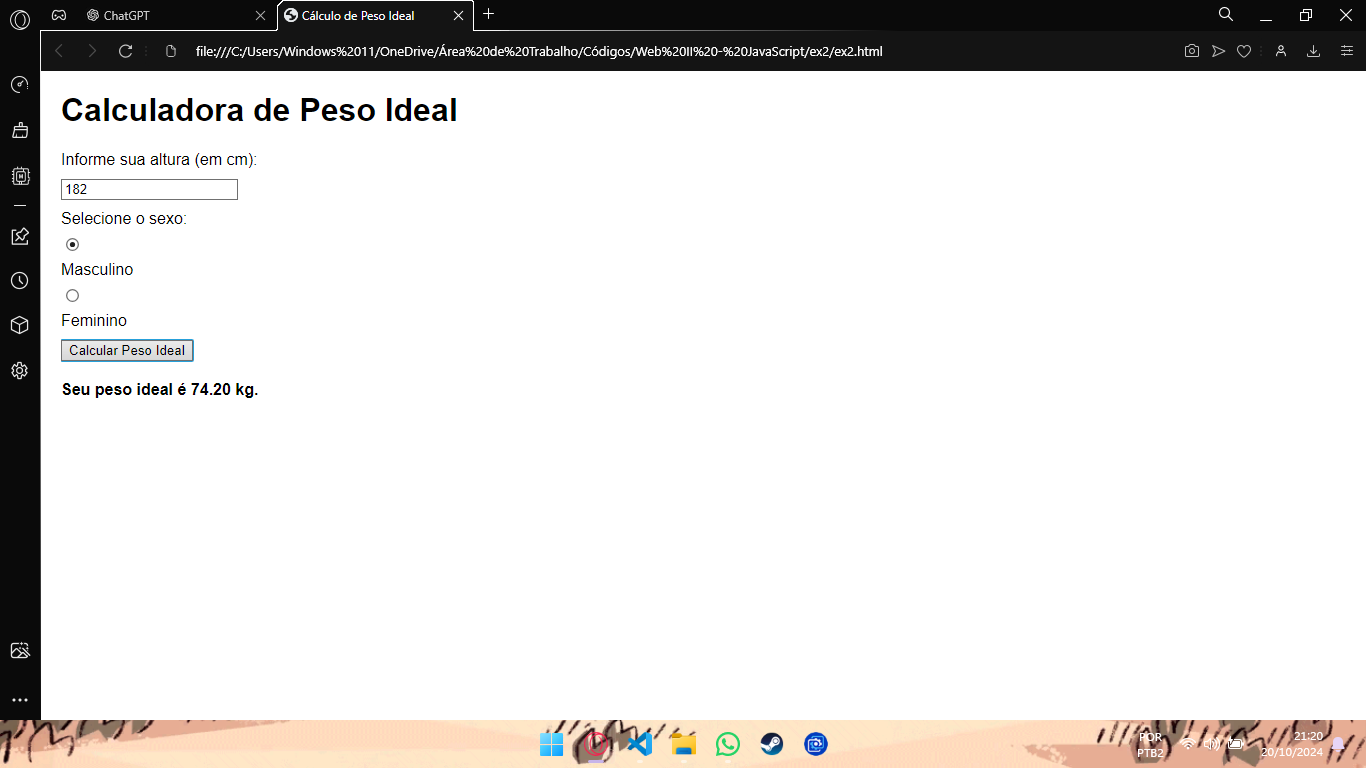 ChatGPT
Cálculo de Peso Ideal
file:///C:/Users/Windows%2011/OneDrive/Área%20de%20Trabalho/Códigos/Web%20II%20-%20JavaScript/ex2/ex2.html
Calculadora de Peso Ideal
Informe sua altura (em cm):
182
Selecione o sexo:
Masculino
Feminino
Calcular Peso Ideal
Seu peso ideal é 74.20 kg.
POR
PTB2
21:20
20/10/2024